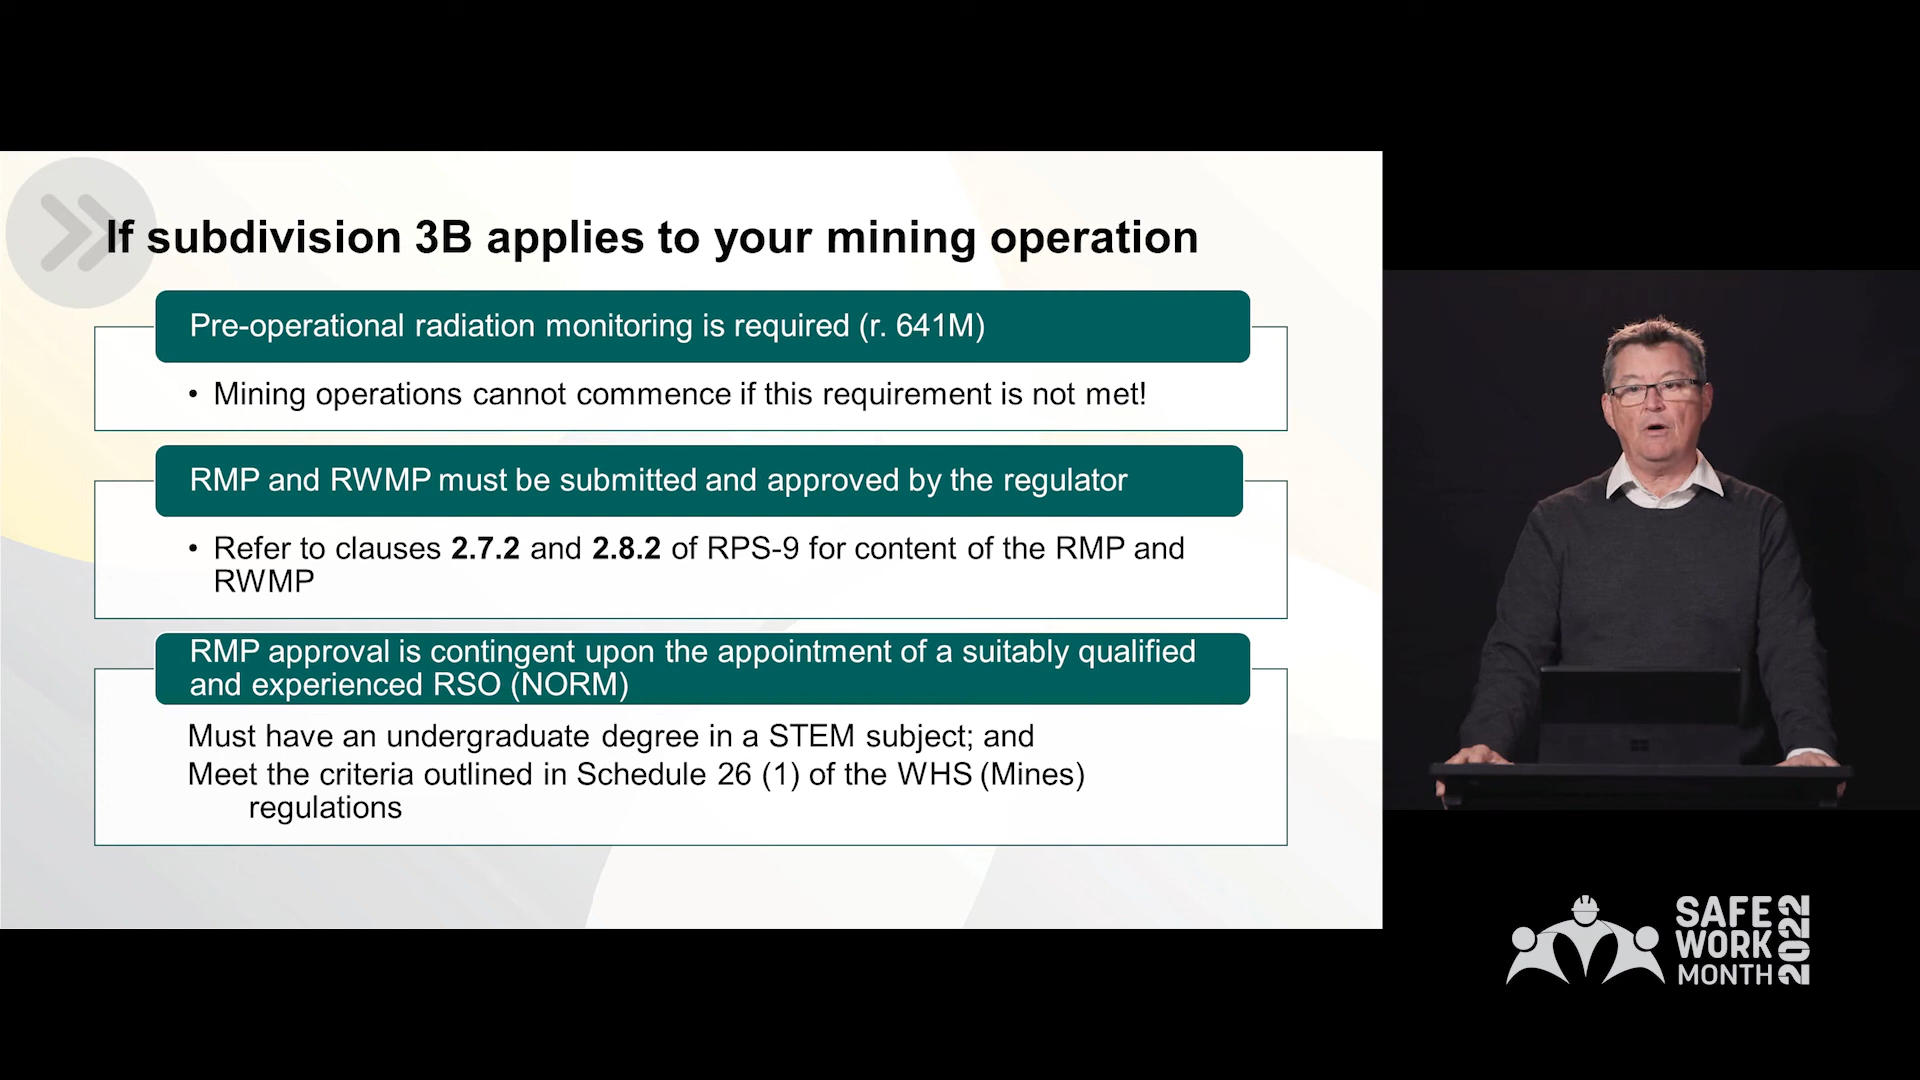 If subdivision 3B applies to your mining operation
Pre-operational radiation monitoring is required (r. 641M)
• Mining operations cannot commence if this requirement is not met!
RMP and RWMP must be submitted and approved by the regulator
• Refer to clauses 2.7.2 and 2.8.2 of RPS-9 for content of the RMP and
RWMP
RMP approval is contingent upon the appointment of a suitably qualified
and experienced RSO (NORM)
Must have an undergraduate degree in a STEM subject; and
Meet the criteria outlined in Schedule 26 (1) of the WHS (Mines)
regulations
SAFE
WORK
MONTH
2022